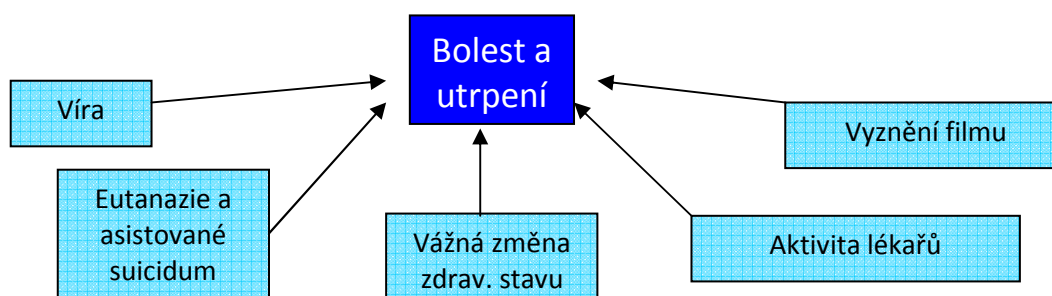 Bolest a
utrpení
Víra
Vyznění filmu
Eutanazie a
asistované
suicidum
Vážná změna
zdrav. stavu
Aktivita lékařů